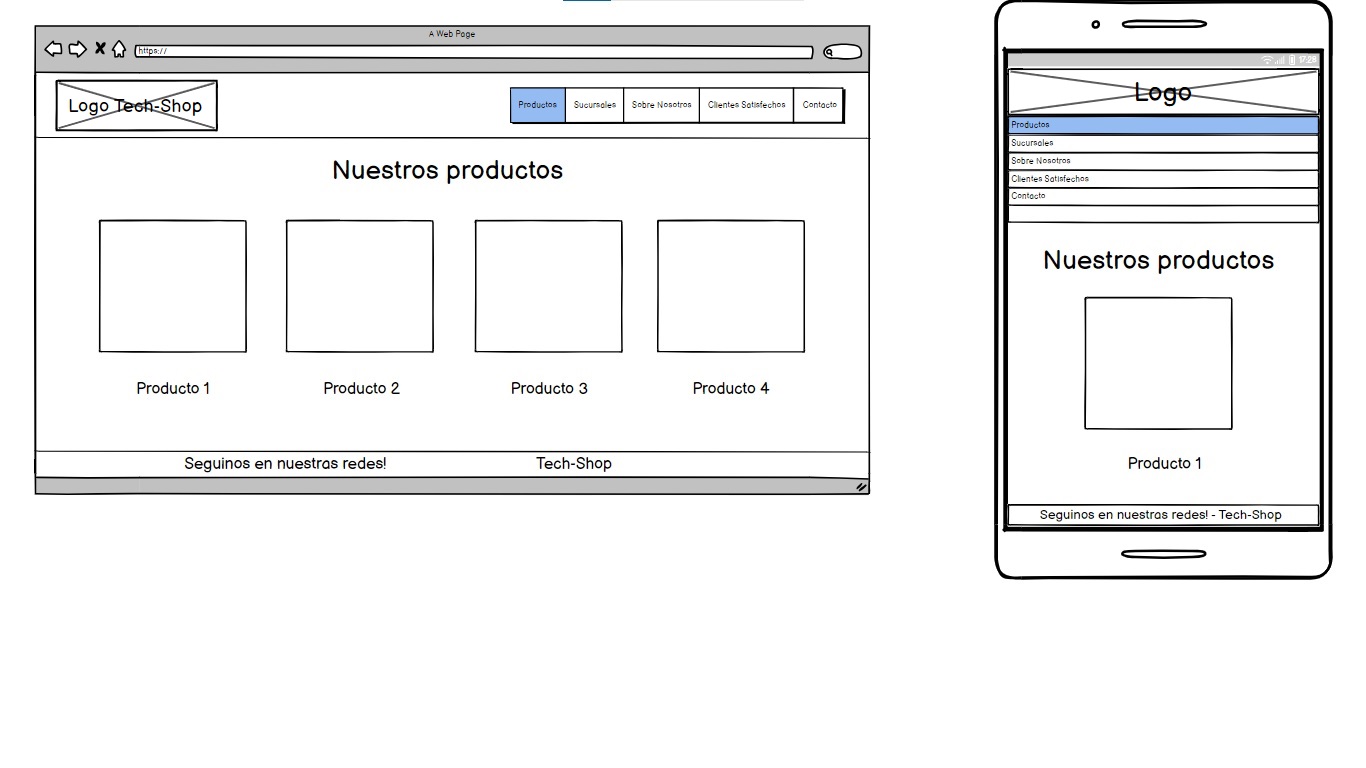 A Web Page
https://
Logo Tech-Shop
Productos
Sucursales
Sobre Nosotros
Clientes Satisfechos
Contacto
Nuestros productos
Producto 1
Producto 2
Producto 3
Producto 4
Seguinos en nuestras redes!
Tech-Shop
17:28
Logo
Productos
Sucursales
Sobre Nosotros
Clientes Satisfechos
Contacto
Nuestros productos
Producto 1
Seguinos en nuestras redes! - Tech-Shop